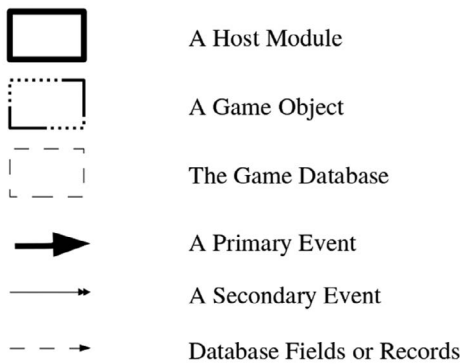 A Host Module
A Game Object
The Game Database
A Primary Event
A Secondary Event
Database Fields or Records